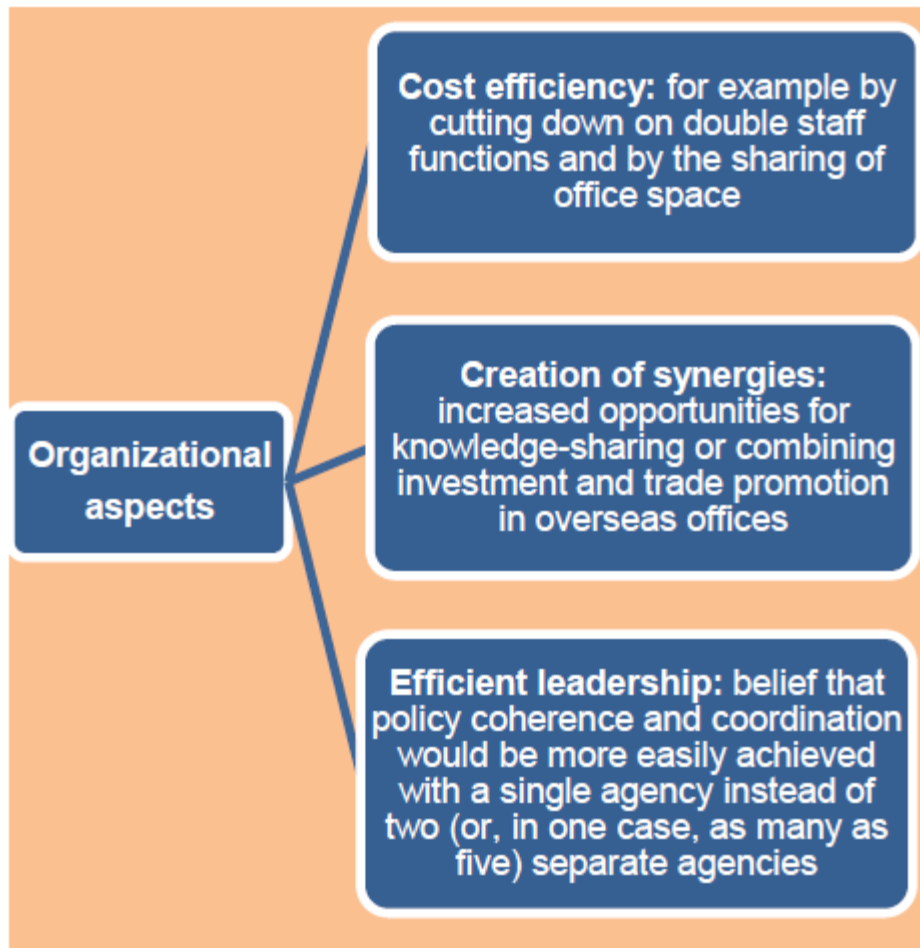 Organizational
aspects
Cost efficiency: for example by
cutting down on double staff
functions and by the sharing of
office space
Creation of synergies:
increased opportunities for
knowledge-sharing or combining
investment and trade promotion
in overseas offices
Efficient leadership: belief that
policy coherence and coordination
would be more easily achieved
with a single agency instead of
two (or, in one case, as many as
five) separate agencies